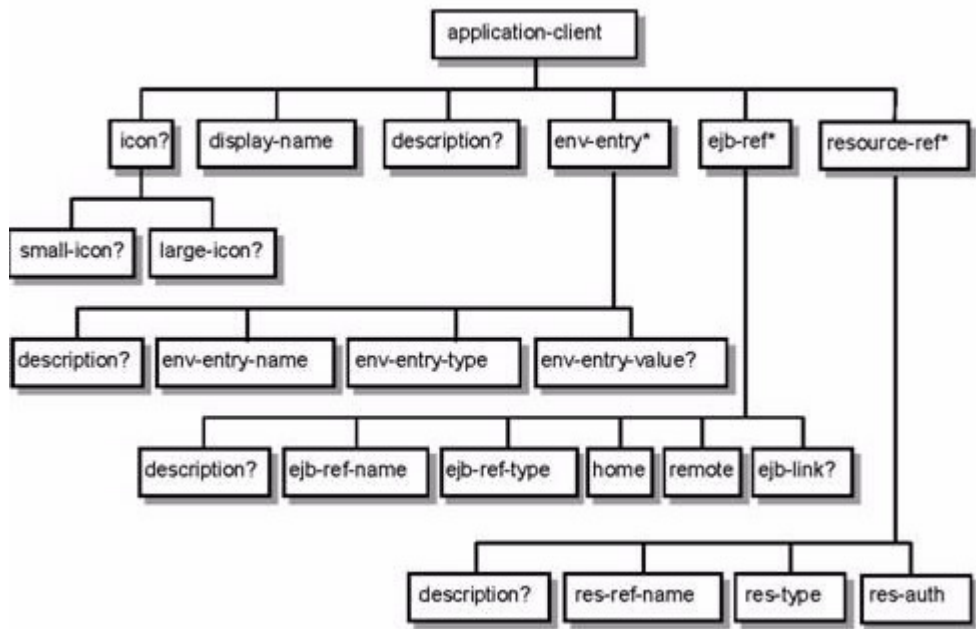 application-client
icon?
display-name
description?
env-entry*
ejb-ref*
resource-ref*
small-icon?
large-icon?
description?
env-entry-name
env-entry-type
env-entry-value?
description?
ejb-ref-name
ejb-ref-type
home
remote
ejb-link?
description?
res-ref-name
res-type
res-auth